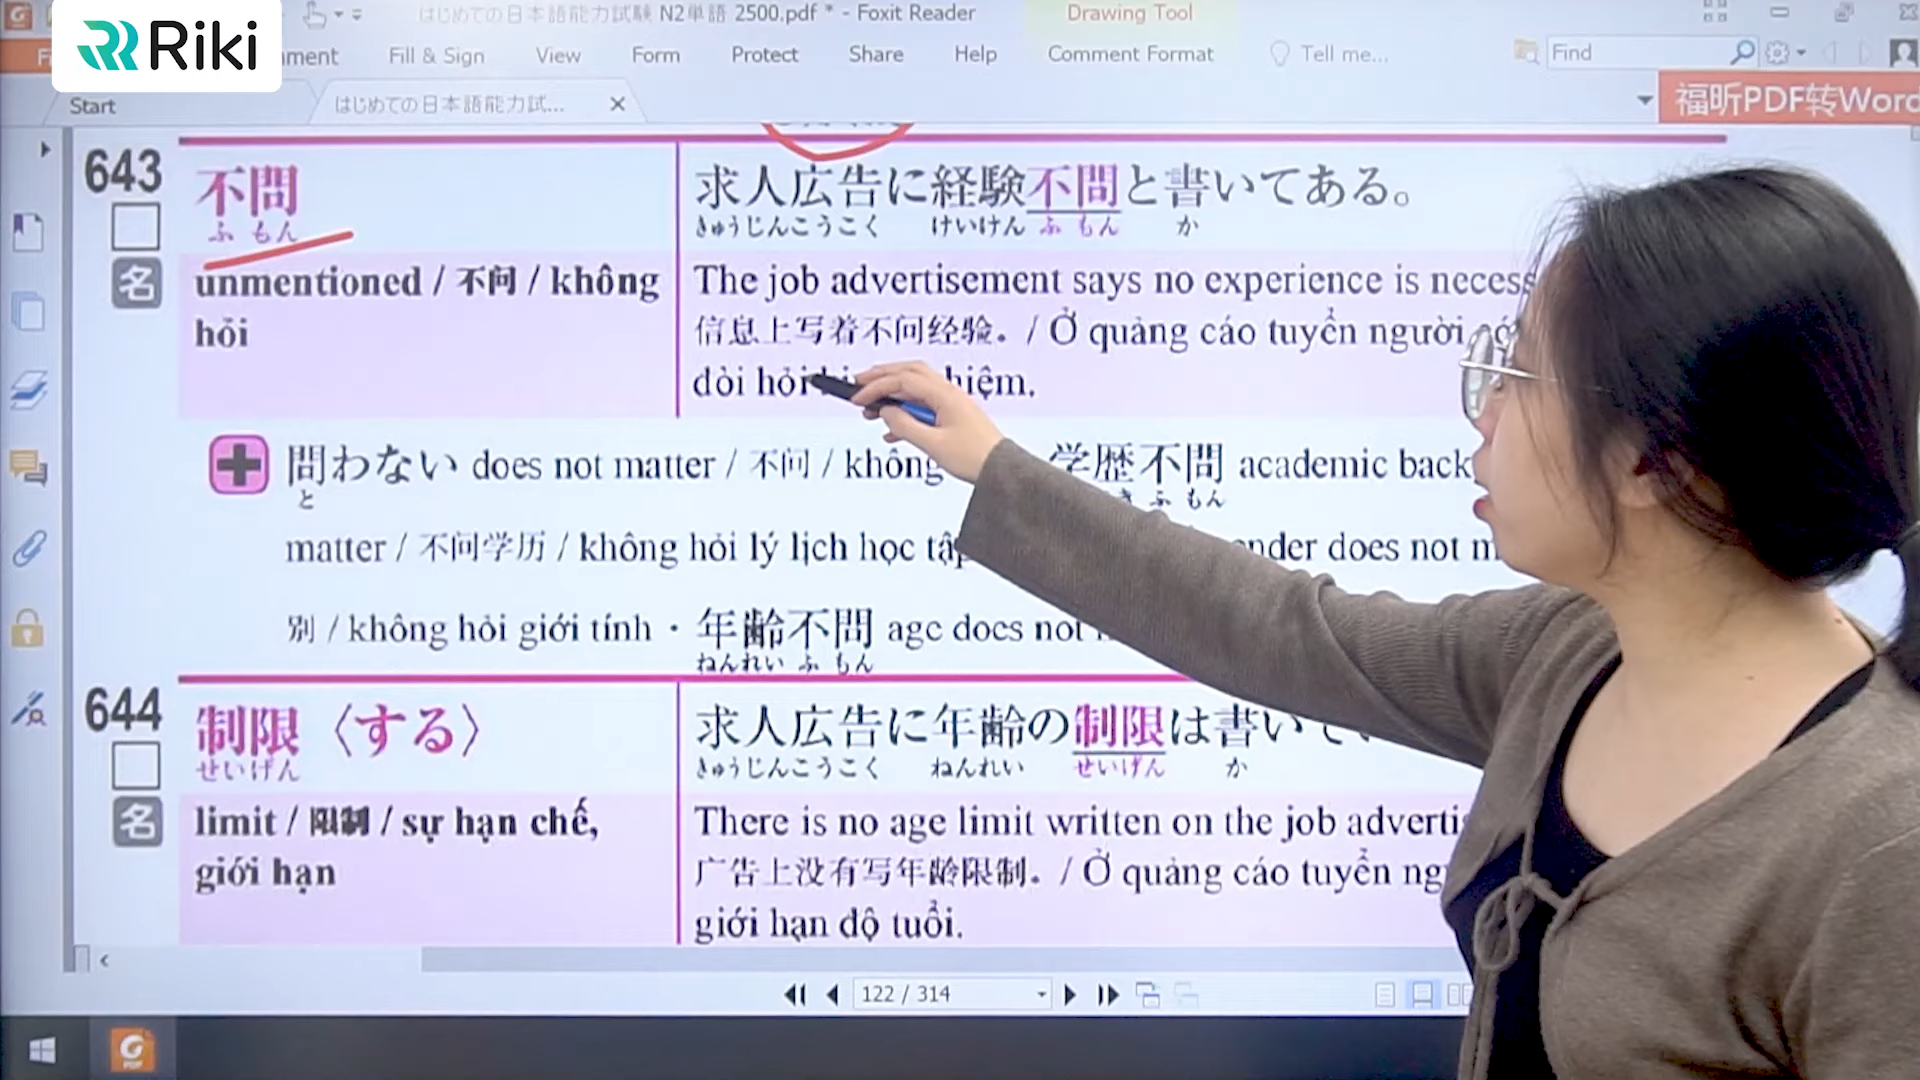 はじめての日本語能力試験 N2単語 2500.pdf * - Foxit Reader
Drawing Tool
Riki
Fill & Sign View Form Protect Share Help Comment Format Tell me... Find
Start はじめての日本語能力試...
福昕PDF转Word
643 不問 求人広告に経験不問と書いてある。
ふ もん きゅうじんこうこく けいけん ふ もん か
名 unmentioned / 不问 / không The job advertisement says no experience is
hỏi 信息上写着不问经验。/ Ở quảng cáo tuyển người
đòi hỏi
問わない does not matter / 不问 / không 学歴不問 academic
と ふ もん
matter / 不问学历 / không hỏi lý lịch học does not
別 / không hỏi giới tính・年齢不問 age does not
ねんれい ふ もん
644 制限〈する〉 求人広告に年齢の制限は書いて
せいげん きゅうじんこうこく ねんれい せいげん か
名 limit / 限制 / sự hạn chế, There is no age limit written on the job
giới hạn 广告上没有写年龄限制。/ Ở quảng cáo tuyển
giới hạn độ tuổi.
122 / 314